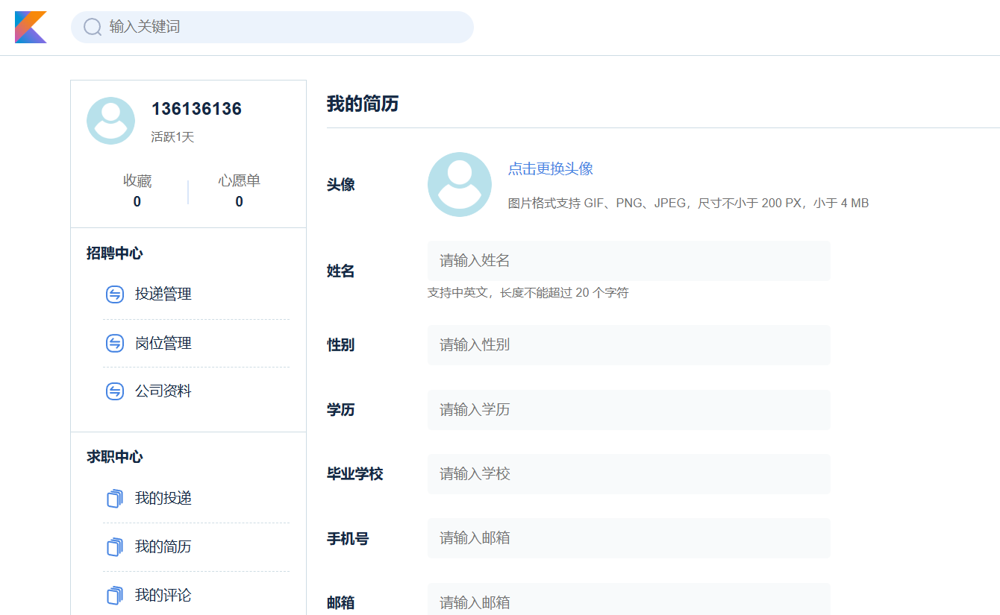 输入关键词
136136136
活跃1天
收藏
0
心愿单
0
招聘中心
投递管理
岗位管理
公司资料
求职中心
我的投递
我的简历
我的评论
我的简历
头像
点击更换头像
图片格式支持 GIF、PNG、JPEG，尺寸不小于 200 PX，小于 4 MB
姓名
请输入姓名
支持中英文，长度不能超过 20 个字符
性别
请输入性别
学历
请输入学历
毕业学校
请输入学校
手机号
请输入邮箱
邮箱
请输入邮箱